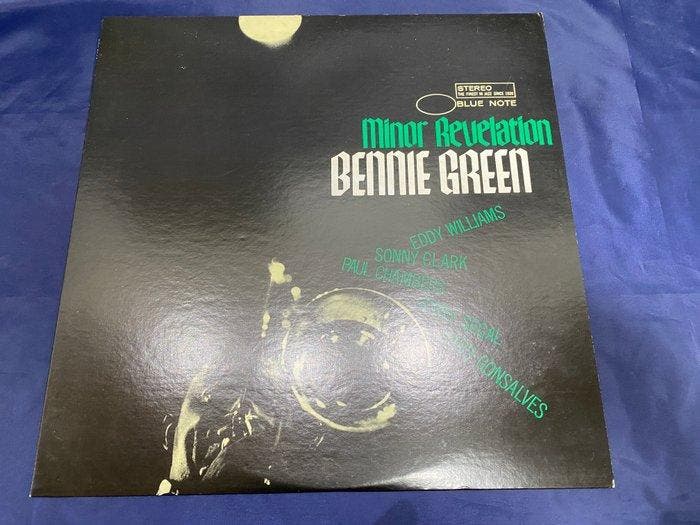 STEREO
THE FINEST IN JAZZ SINCE 1939
BLUE NOTE
Minor Revelation
BENNIE GREEN
EDDY WILLIAMS
SONNY CLARK
PAUL CHAMBERS
GONSALVES